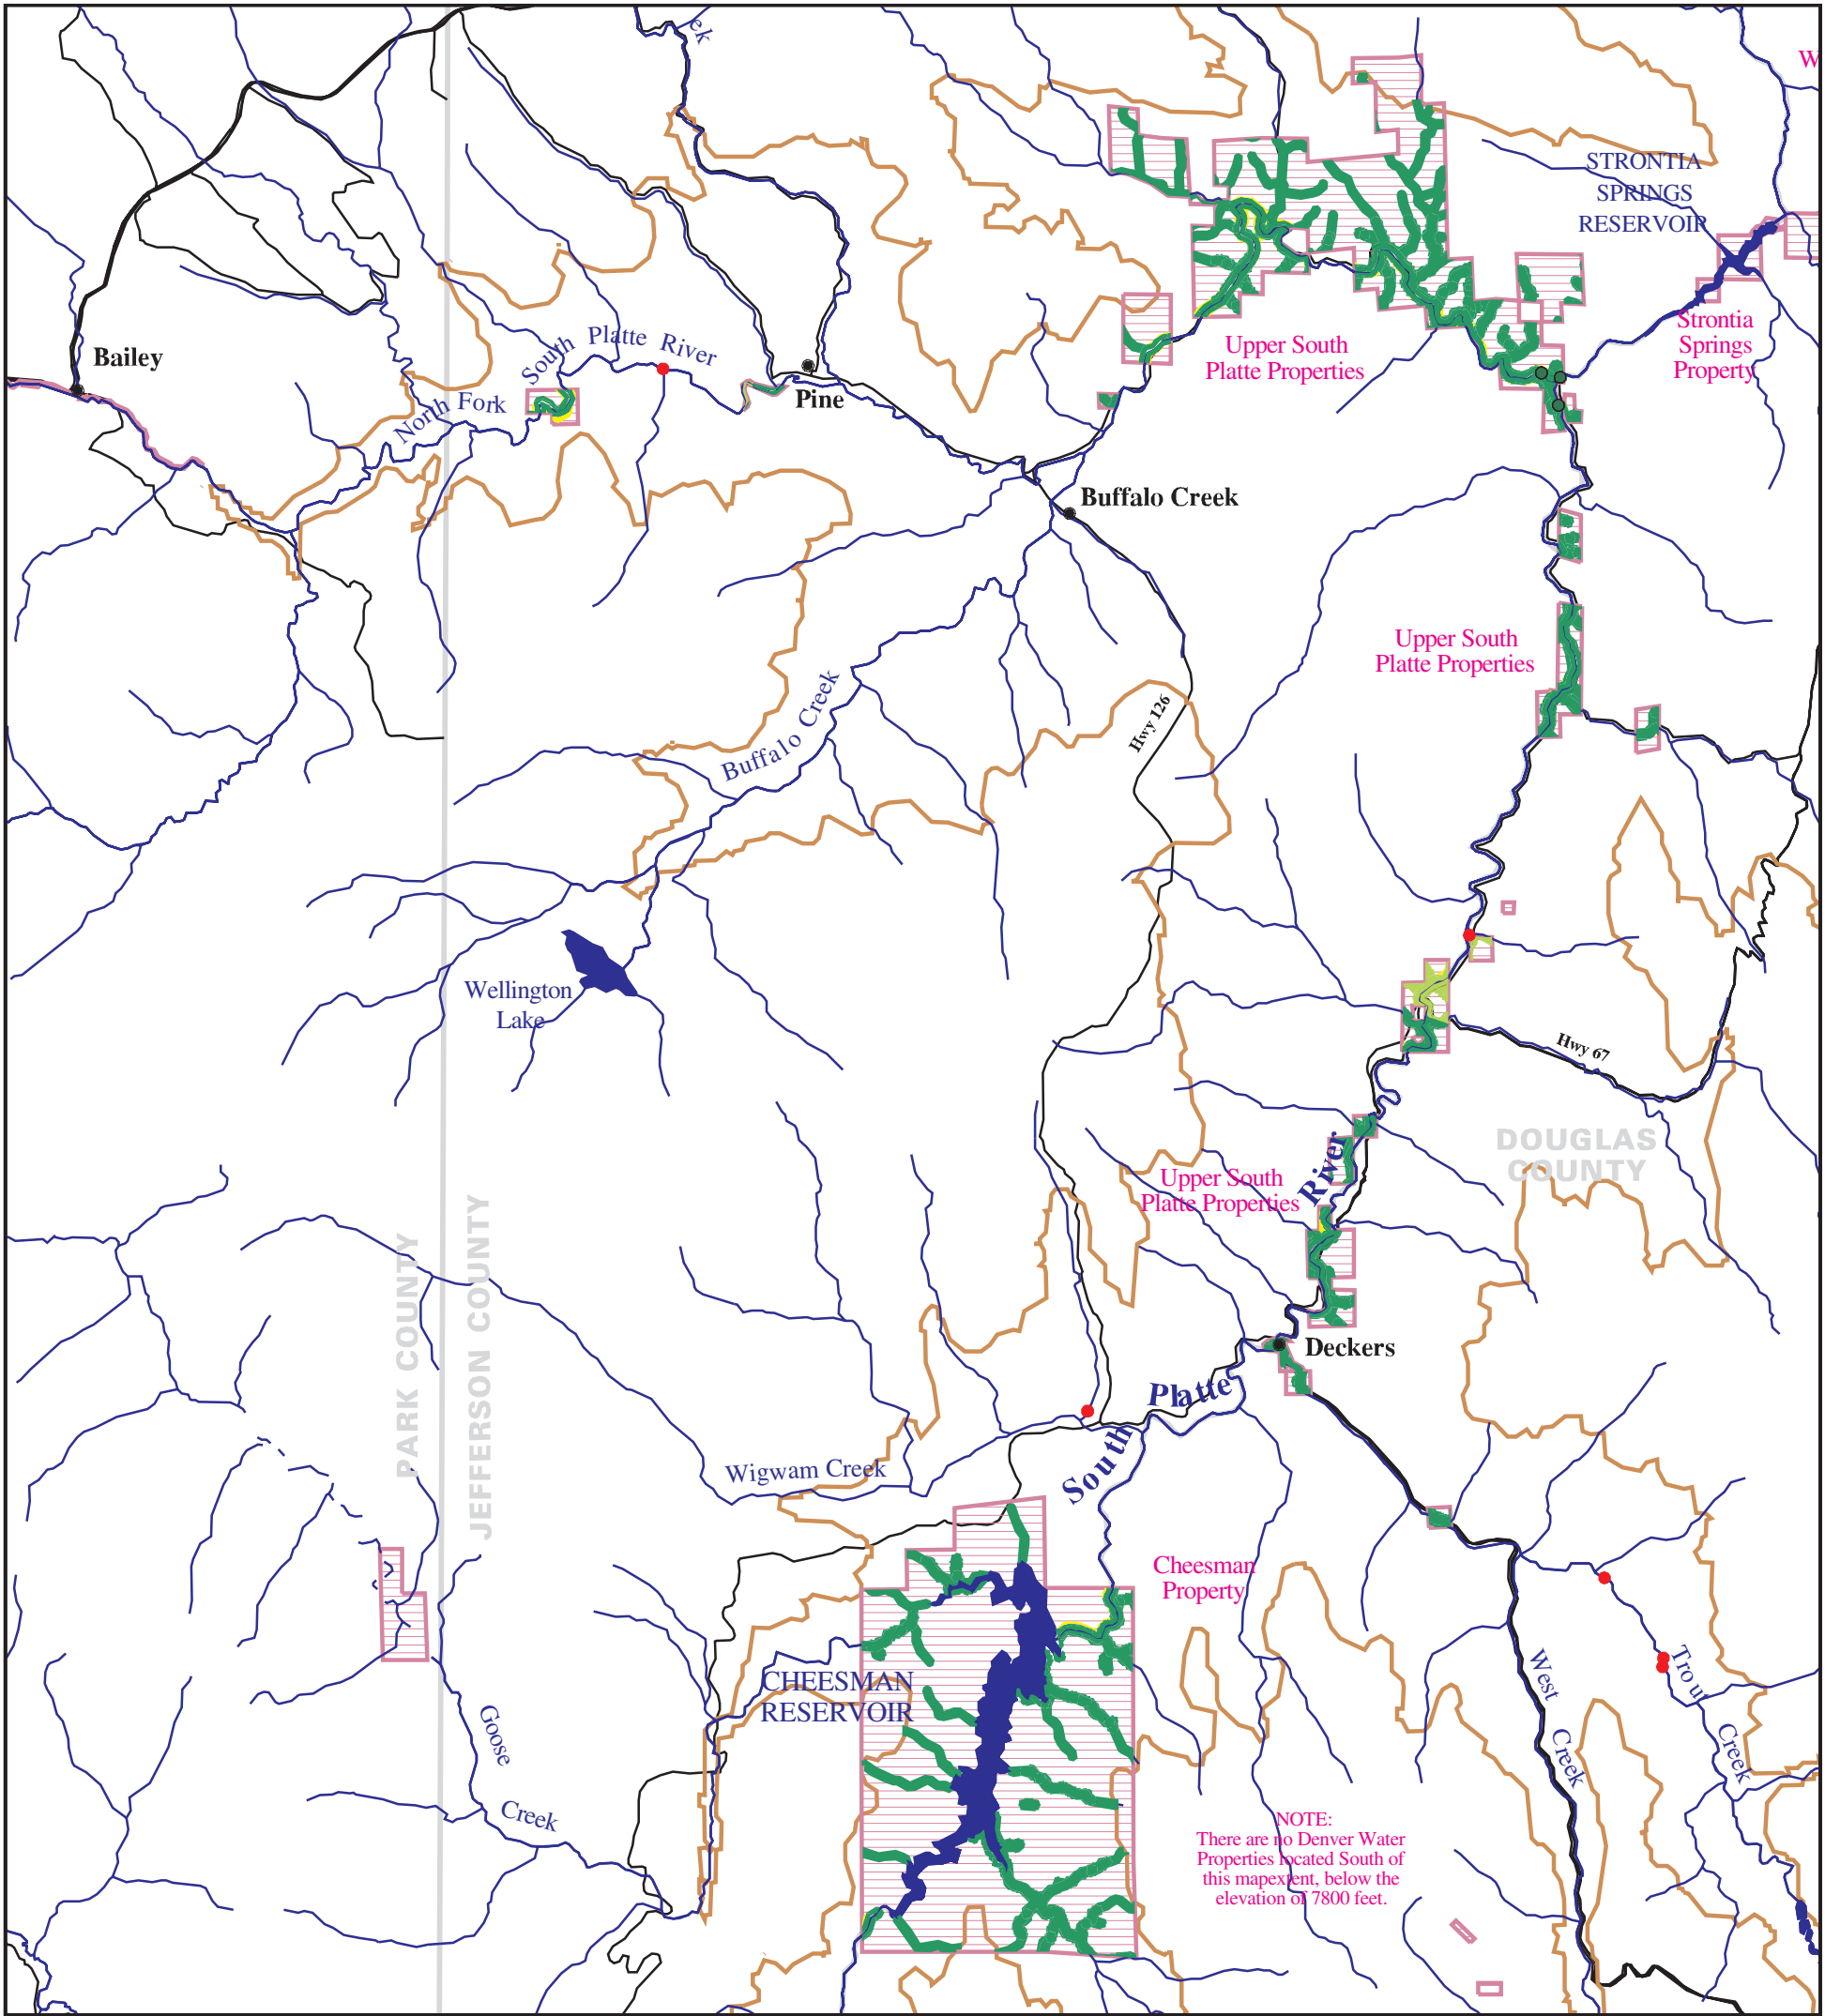 ek
W
STRONTIA
SPRINGS
RESERVOIR
Strontia
Springs
Property
Upper South
Platte Properties
Bailey
South Platte River
North Fork
Pine
Buffalo Creek
Upper South
Platte Properties
Hwy 126
Buffalo Creek
Wellington
Lake
Hwy 67
DOUGLAS
COUNTY
Upper South
Platte Properties
River
PARK COUNTY
JEFFERSON COUNTY
Deckers
Platte
South
Wigwam Creek
Cheesman
Property
CHEESMAN
RESERVOIR
Goose
Creek
West
Creek
Trout
Creek
NOTE:
There are no Denver Water
Properties located South of
this mapextent, below the
elevation of 7800 feet.